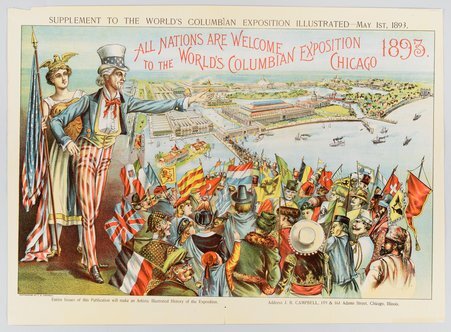 SUPPLEMENT TO THE WORLD'S COLUMBIAN EXPOSITION ILLUSTRATED MAY 1ST, 1893.
ALL NATIONS ARE WELCOME
TO THE WORLD'S COLUMBIAN EXPOSITION
CHICAGO
1893.
Entire Issues of this Publication will make an Artistic Illustrated History of the Exposition.
Address J. B. CAMPBELL, 159 & 161 Adams Street, Chicago, Illinois.